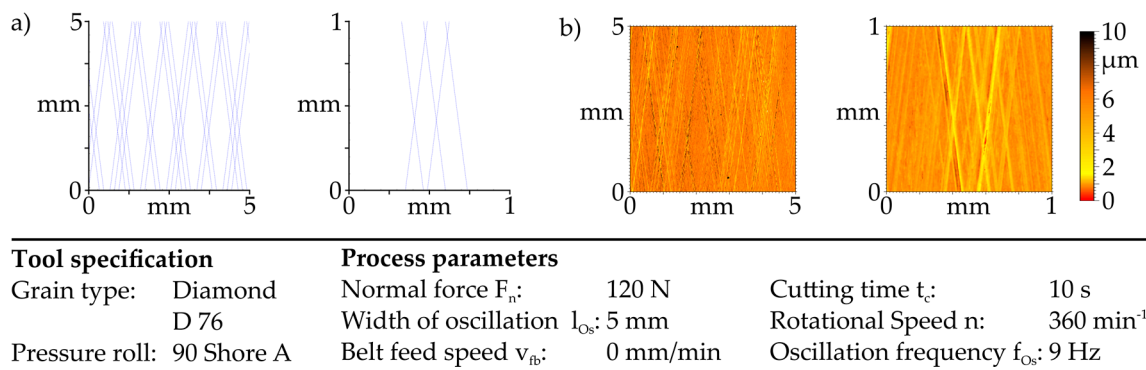 a)
5
mm
0
0
mm
5
1
mm
0
0
mm
1
b)
5
mm
0
0
mm
5
1
mm
0
0
mm
1
10
µm
6
4
2
0
Tool specification
Grain type: Diamond
D 76
Pressure roll: 90 Shore A
Process parameters
Normal force Fn: 120 N
Width of oscillation lOs: 5 mm
Belt feed speed vfb: 0 mm/min
Cutting time tc: 10 s
Rotational Speed n: 360 min⁻¹
Oscillation frequency fOs: 9 Hz